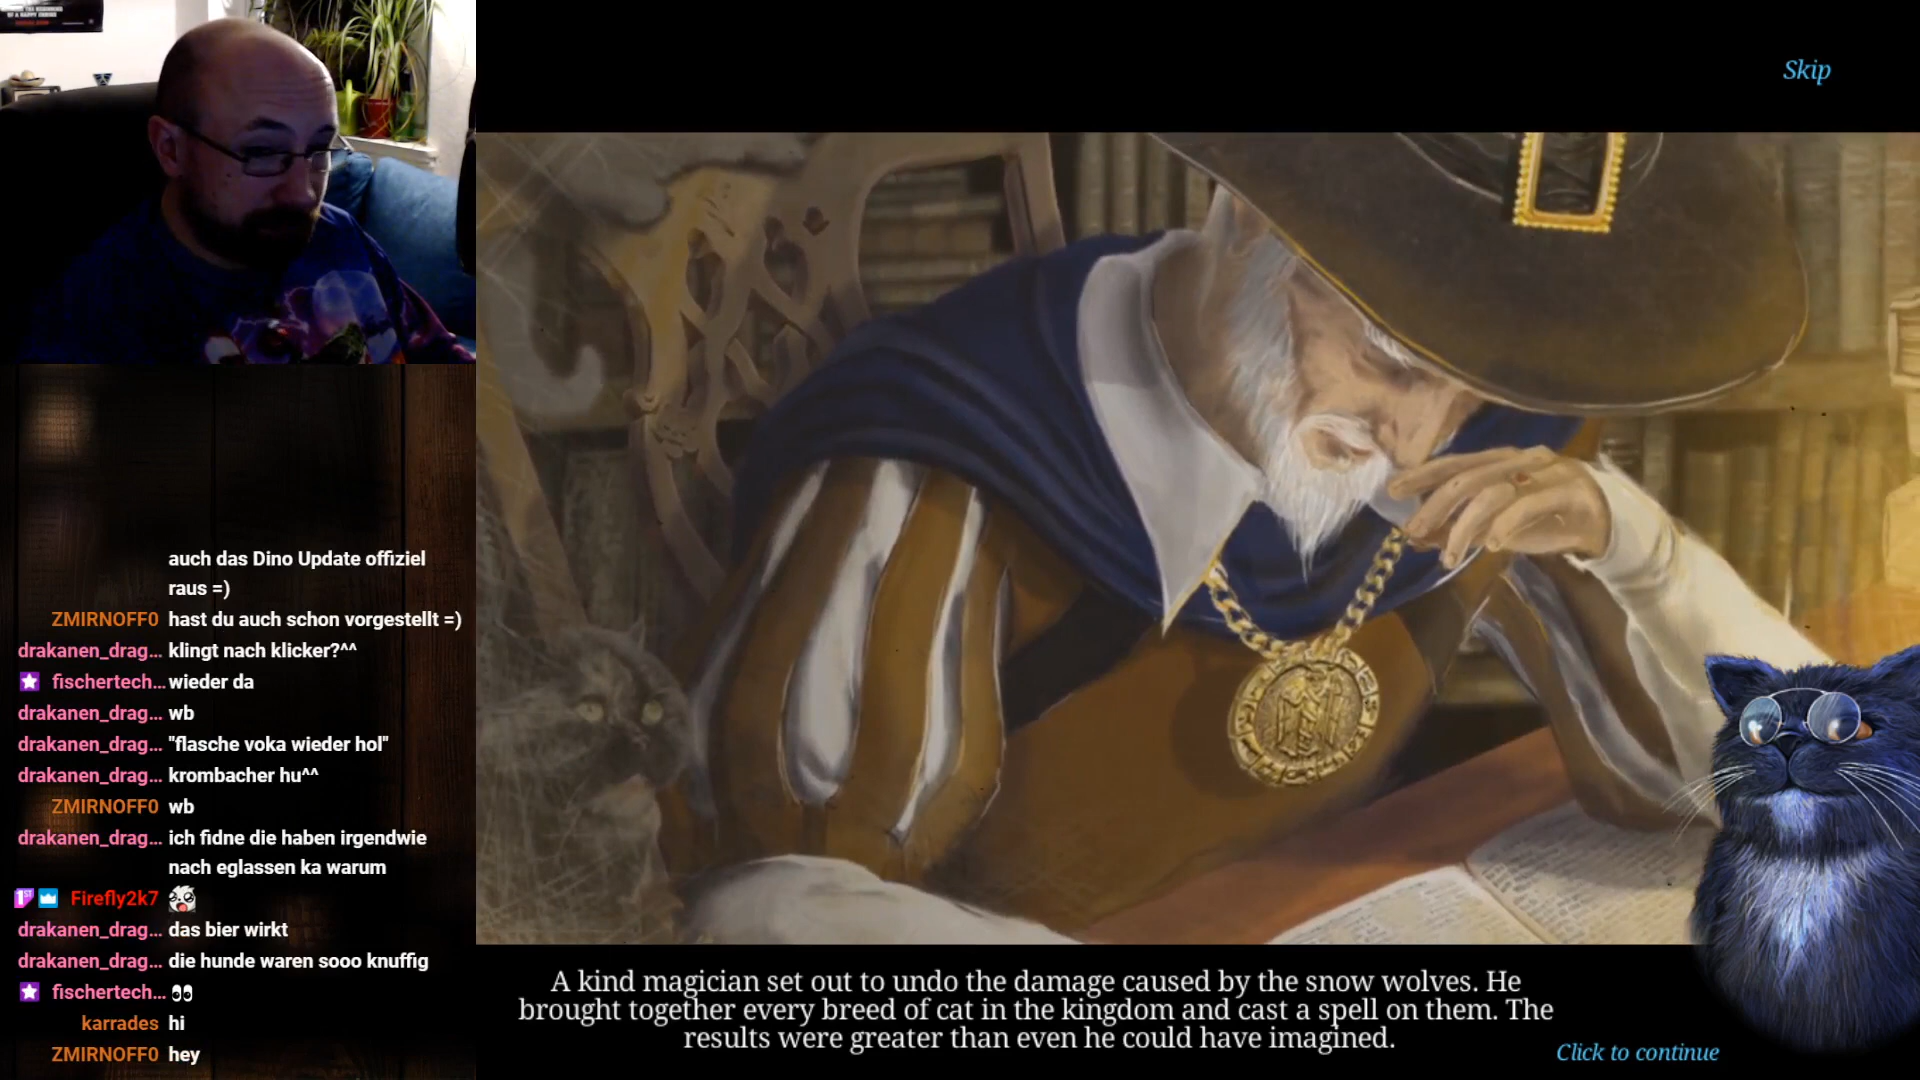 Skip
auch das Dino Update offiziel
raus =)
ZMIRNOFF0 hast du auch schon vorgestellt =)
drakanen_drag... klingt nach klicker?^^
fischertech... wieder da
drakanen_drag... wb
drakanen_drag... "flasche voka wieder hol"
drakanen_drag... krombacher hu^^
ZMIRNOFF0 wb
drakanen_drag... ich fidne die haben irgendwie
nach eglassen ka warum
Firefly2k7
drakanen_drag... das bier wirkt
drakanen_drag... die hunde waren sooo knuffig
fischertech...
karrades hi
ZMIRNOFF0 hey
A kind magician set out to undo the damage caused by the snow wolves. He
brought together every breed of cat in the kingdom and cast a spell on them. The
results were greater than even he could have imagined.
Click to continue